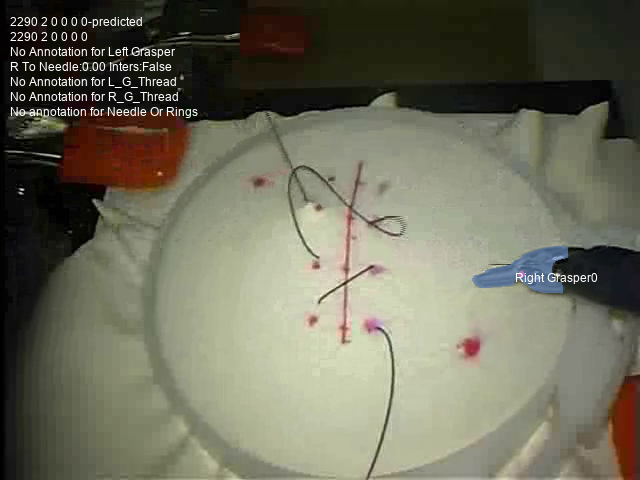 2290 2 0 0 0 0-predicted
2290 2 0 0 0 0
No Annotation for Left Grasper
R To Needle:0.00 Inters:False
No Annotation for L_G_Thread
No Annotation for R_G_Thread
No annotation for Needle Or Rings
Right Grasper0